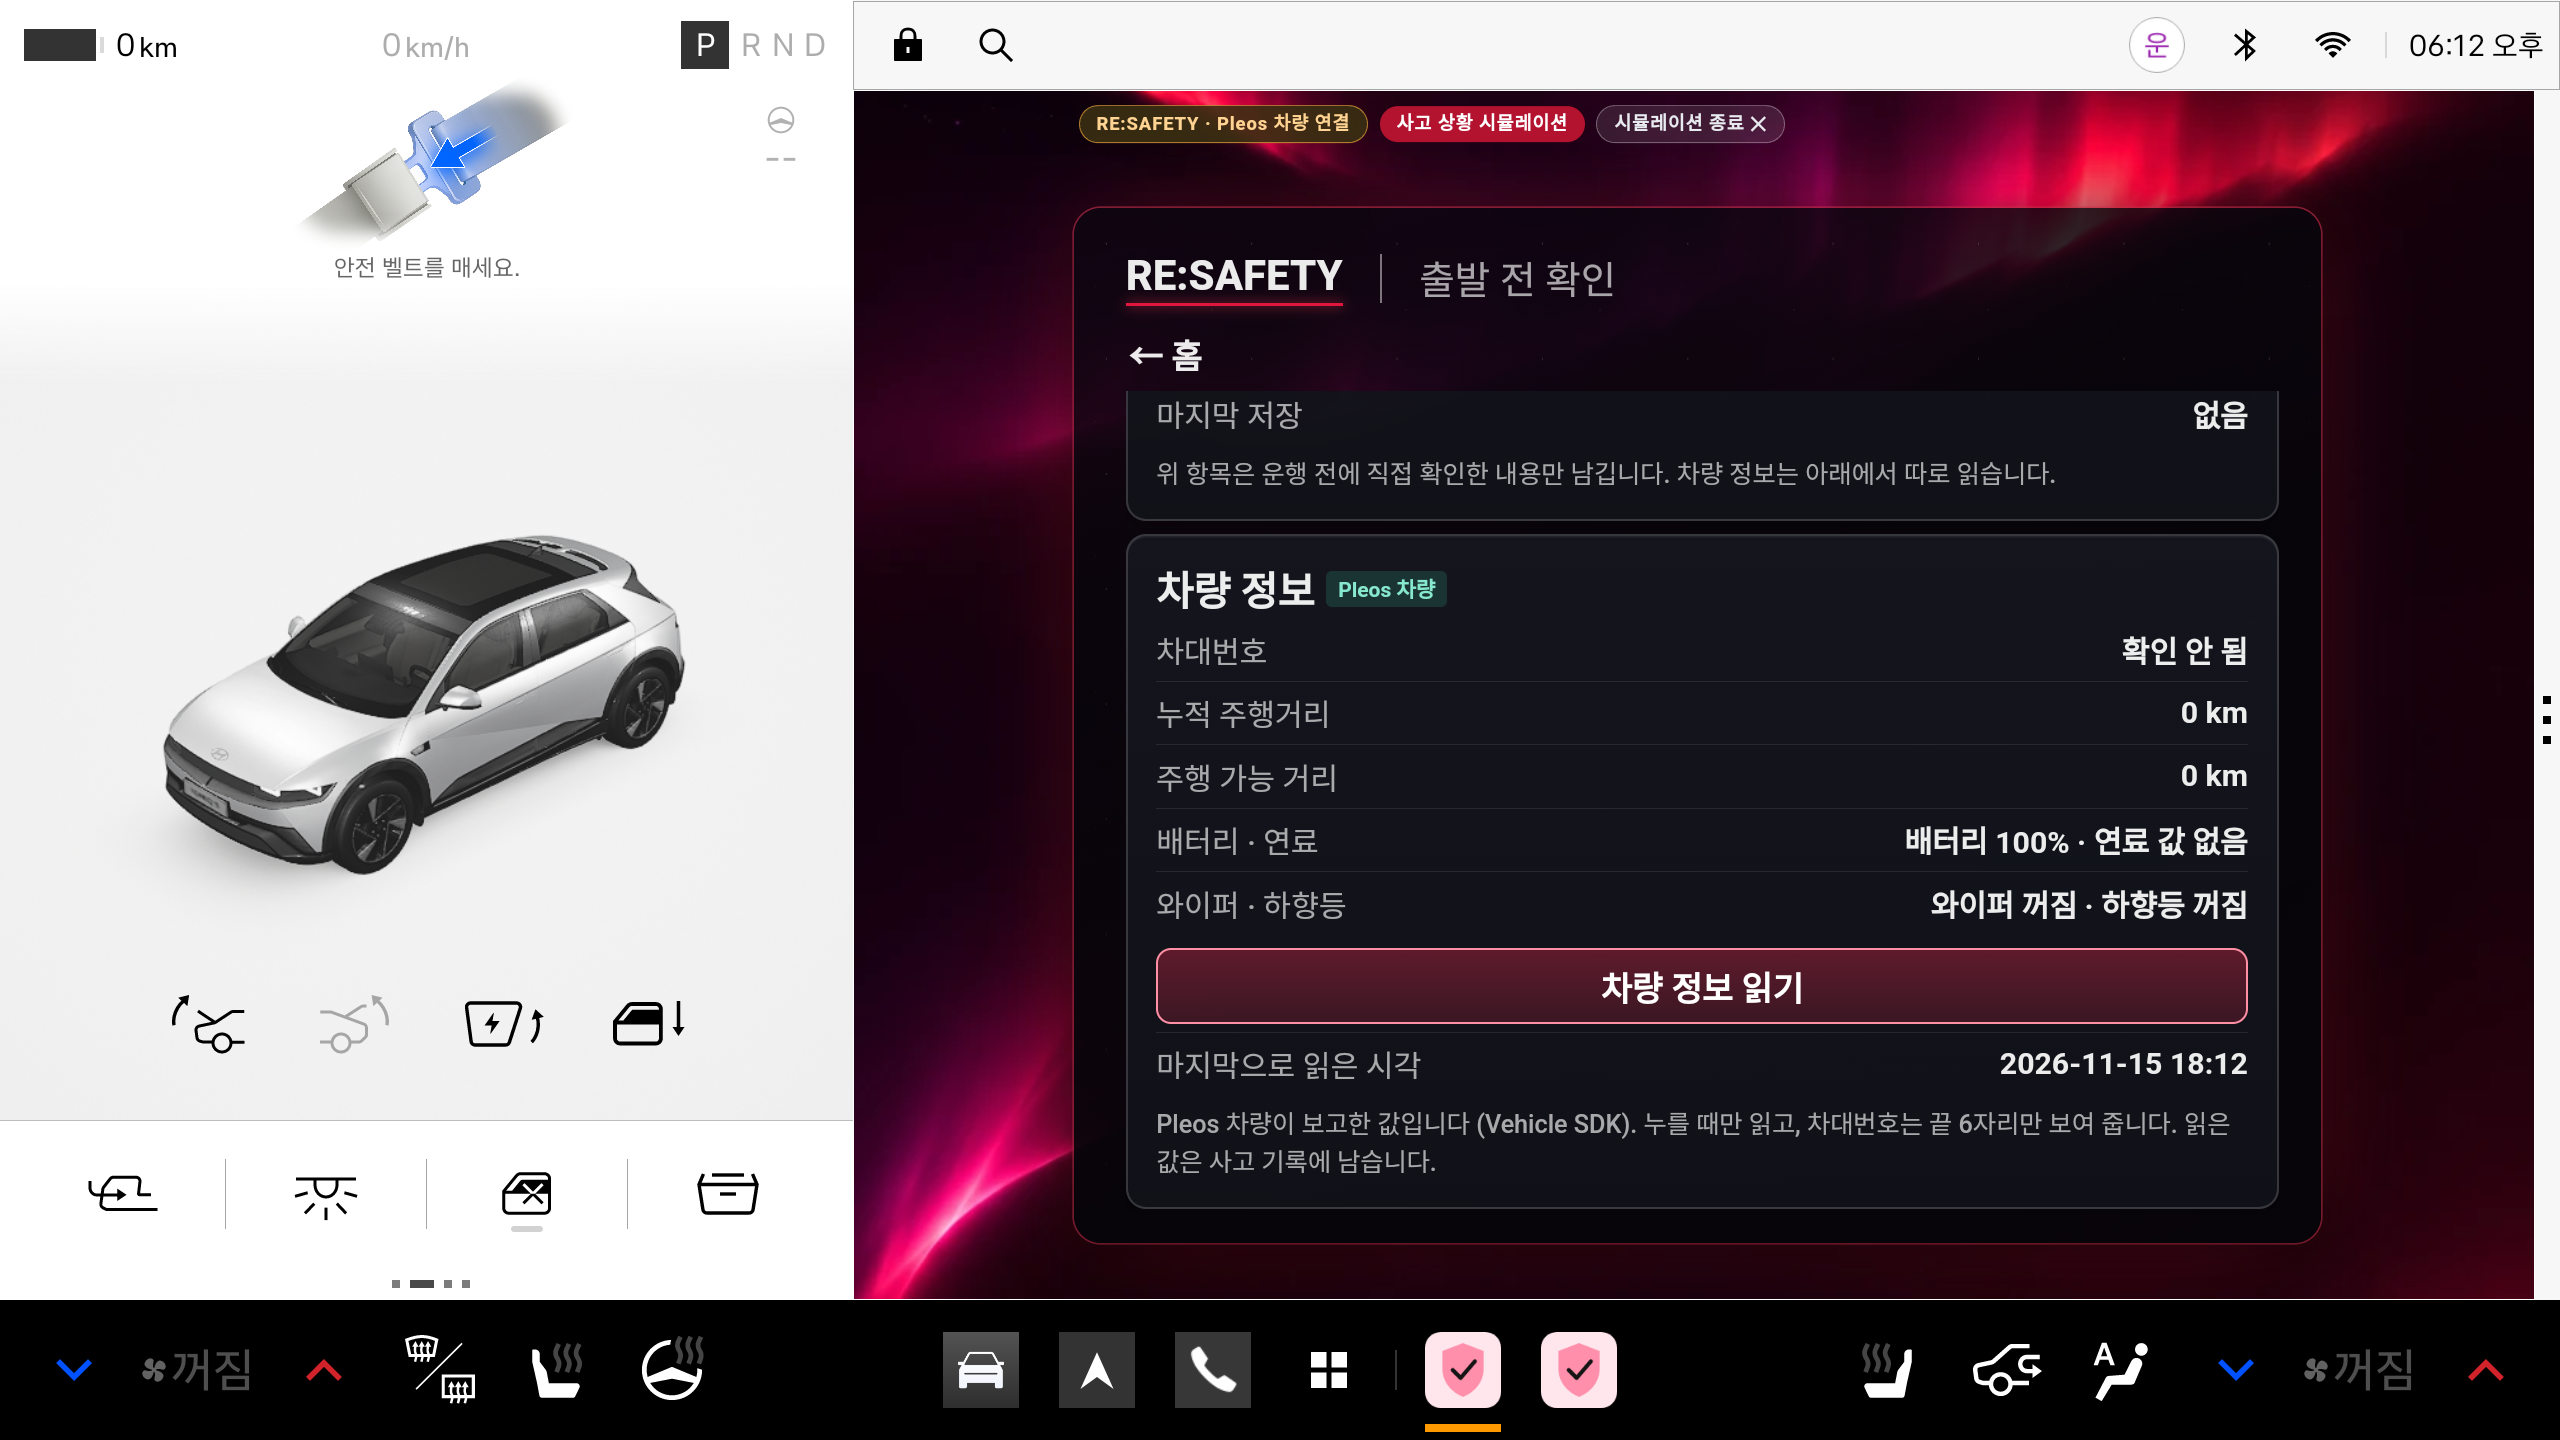 0 km
0 km/h
P R N D
안전 벨트를 매세요.
운
06:12 오후
RE:SAFETY · Pleos 차량 연결
사고 상황 시뮬레이션
시뮬레이션 종료 ✕
RE:SAFETY
출발 전 확인
← 홈
마지막 저장 없음
위 항목은 운행 전에 직접 확인한 내용만 남깁니다. 차량 정보는 아래에서 따로 읽습니다.
차량 정보 Pleos 차량
차대번호 확인 안 됨
누적 주행거리 0 km
주행 가능 거리 0 km
배터리 · 연료 배터리 100% · 연료 값 없음
와이퍼 · 하향등 와이퍼 꺼짐 · 하향등 꺼짐
차량 정보 읽기
마지막으로 읽은 시각 2026-11-15 18:12
Pleos 차량이 보고한 값입니다 (Vehicle SDK). 누를 때만 읽고, 차대번호는 끝 6자리만 보여 줍니다. 읽은
값은 사고 기록에 남습니다.
꺼짐
A
꺼짐